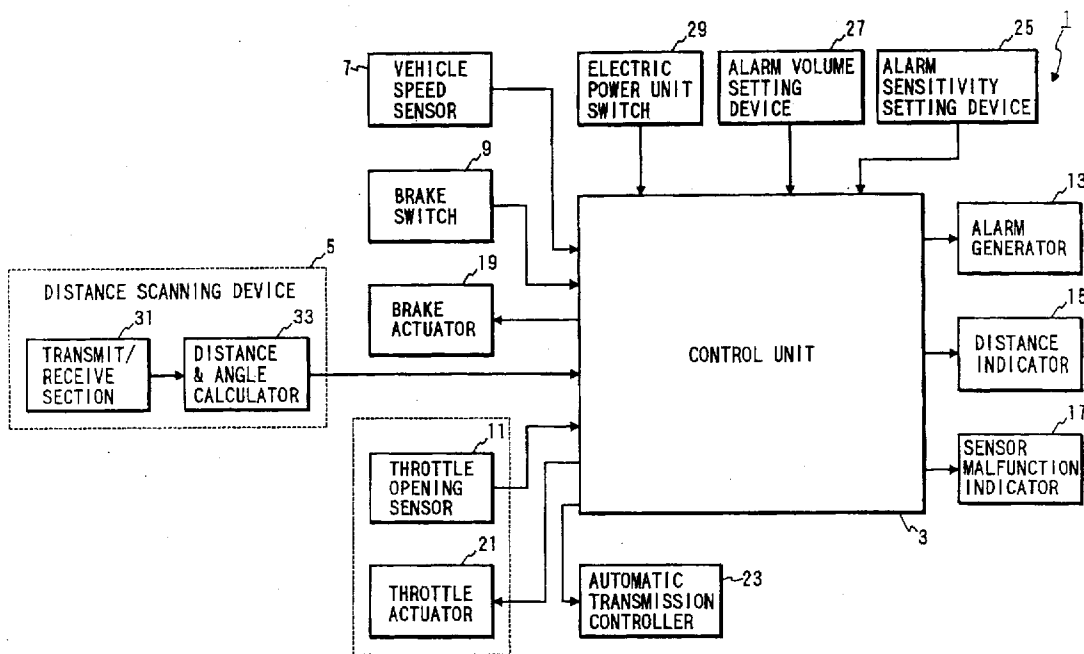 1
29
27
25
7
VEHICLE
SPEED
SENSOR
ELECTRIC
POWER UNIT
SWITCH
ALARM VOLUME
SETTING
DEVICE
ALARM
SENSITIVITY
SETTING DEVICE
9
BRAKE
SWITCH
13
ALARM
GENERATOR
5
DISTANCE SCANNING DEVICE
19
BRAKE
ACTUATOR
15
DISTANCE
INDICATOR
31
TRANSMIT/
RECEIVE
SECTION
33
DISTANCE
& ANGLE
CALCULATOR
CONTROL UNIT
3
11
THROTTLE
OPENING
SENSOR
17
SENSOR
MALFUNCTION
INDICATOR
21
THROTTLE
ACTUATOR
23
AUTOMATIC
TRANSMISSION
CONTROLLER